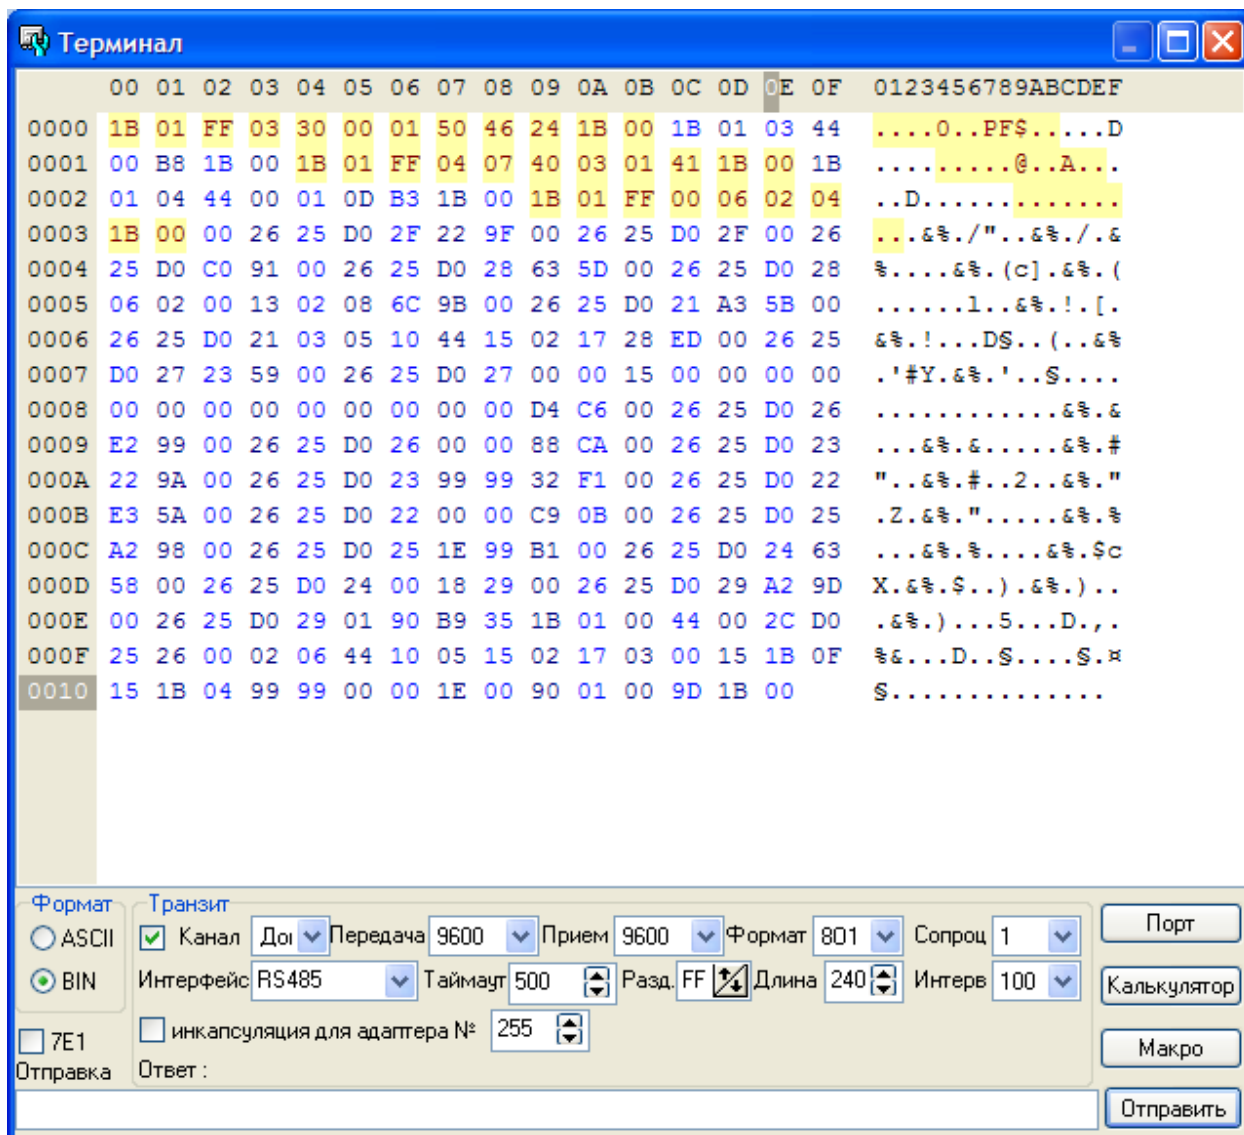 Терминал
00 01 02 03 04 05 06 07 08 09 0A 0B 0C 0D 0E 0F 0123456789ABCDEF
0000 1B 01 FF 03 30 00 01 50 46 24 1B 00 1B 01 03 44 ....0..PF$.....D
0001 00 B8 1B 00 1B 01 FF 04 07 40 03 01 41 1B 00 1B .........@..A...
0002 01 04 44 00 01 0D B3 1B 00 1B 01 FF 00 06 02 04 ..D.............
0003 1B 00 00 26 25 D0 2F 22 9F 00 26 25 D0 2F 00 26 ...&%./"..&%./.&
0004 25 D0 C0 91 00 26 25 D0 28 63 5D 00 26 25 D0 28 %....&%.(c].&%.(
0005 06 02 00 13 02 08 6C 9B 00 26 25 D0 21 A3 5B 00 ......l..&%.!.[.
0006 26 25 D0 21 03 05 10 44 15 02 17 28 ED 00 26 25 &%.!...D§..(..&%
0007 D0 27 23 59 00 26 25 D0 27 00 00 15 00 00 00 00 .'#Y.&%.'..§....
0008 00 00 00 00 00 00 00 00 00 D4 C6 00 26 25 D0 26 ............&%.&
0009 E2 99 00 26 25 D0 26 00 00 88 CA 00 26 25 D0 23 ...&%.&.....&%.#
000A 22 9A 00 26 25 D0 23 99 99 32 F1 00 26 25 D0 22 "..&%.#..2..&%."
000B E3 5A 00 26 25 D0 22 00 00 C9 0B 00 26 25 D0 25 .Z.&%.".....&%.%
000C A2 98 00 26 25 D0 25 1E 99 B1 00 26 25 D0 24 63 ...&%.%....&%.$c
000D 58 00 26 25 D0 24 00 18 29 00 26 25 D0 29 A2 9D X.&%.$..).&%.)..
000E 00 26 25 D0 29 01 90 B9 35 1B 01 00 44 00 2C D0 .&%.)...5...D.,.
000F 25 26 00 02 06 44 10 05 15 02 17 03 00 15 1B 0F %&...D..§....§.¤
0010 15 1B 04 99 99 00 00 1E 00 90 01 00 9D 1B 00 §..............
Формат Транзит
ASCII Канал Передача 9600 Прием 9600 Формат 8O1 Сопроц 1 Порт
BIN Интерфейс RS485 Таймаут 500 Разд. FF Длина 240 Интерв 100 Калькулятор
7E1 инкапсуляция для адаптера № 255 Макро
Отправка Ответ :
Отправить